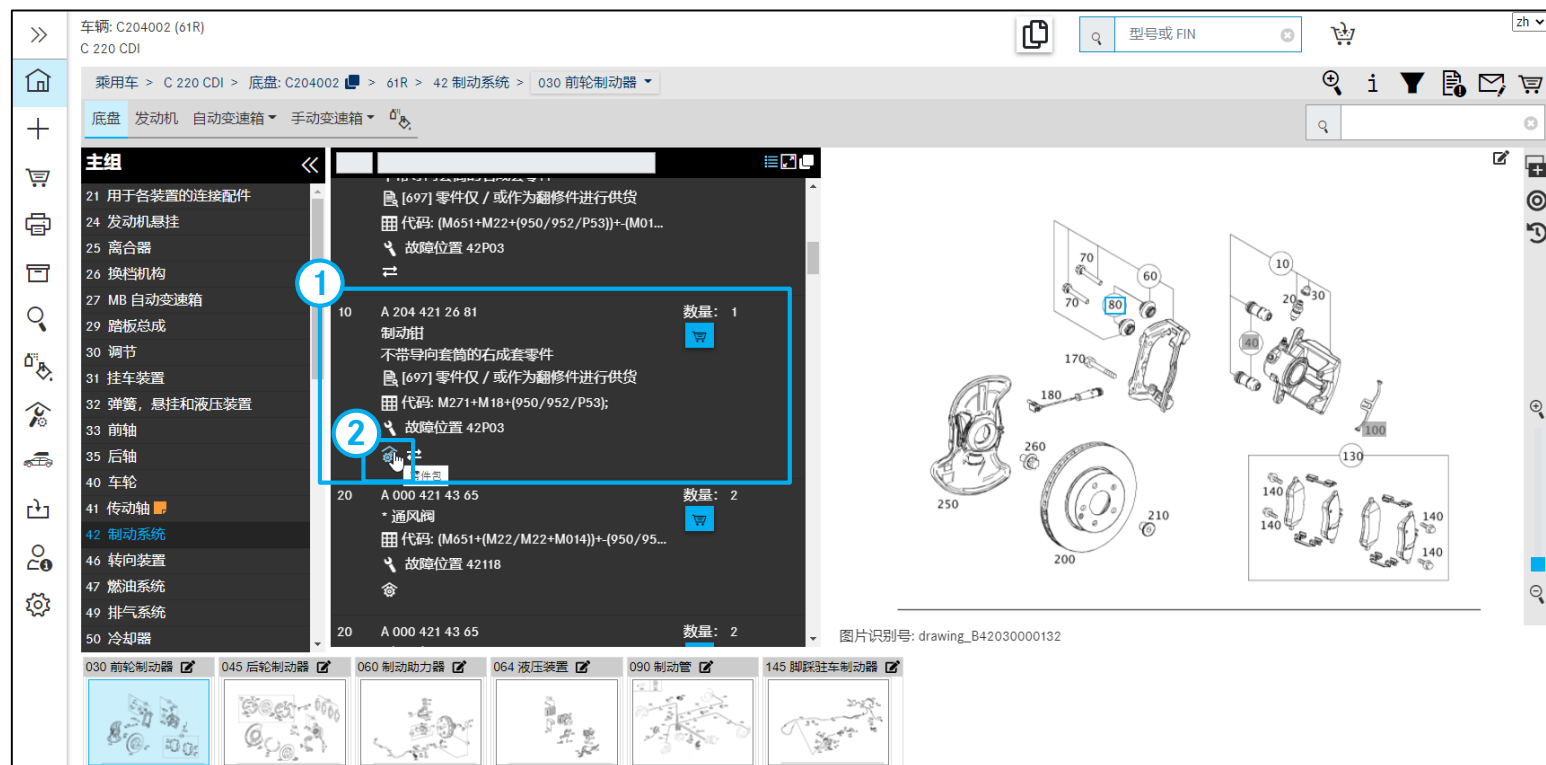 车辆: C204002 (61R)
C 220 CDI
型号或 FIN
zh
乘用车 > C 220 CDI > 底盘: C204002 > 61R > 42 制动系统 > 030 前轮制动器
底盘 发动机 自动变速箱 手动变速箱
主组
21 用于各装置的连接配件
24 发动机悬挂
25 离合器
26 换档机构
27 MB 自动变速箱
29 踏板总成
30 调节
31 挂车装置
32 弹簧，悬挂和液压装置
33 前轴
35 后轴
40 车轮
41 传动轴
42 制动系统
46 转向装置
47 燃油系统
49 排气系统
50 冷却器
[697] 零件仅 / 或作为翻修件进行供货
代码: (M651+M22+(950/952/P53))+-(M01...
故障位置 42P03
1
10 A 204 421 26 81 数量: 1
制动钳
不带导向套筒的右成套零件
[697] 零件仅 / 或作为翻修件进行供货
代码: M271+M18+(950/952/P53);
故障位置 42P03
2
零件包
20 A 000 421 43 65 数量: 2
* 通风阀
代码: (M651+(M22/M22+M014))+-(950/95...
故障位置 42118
20 A 000 421 43 65 数量: 2
70
60
10
70
80
20
30
40
170
180
100
260
130
250
140
140
140
140
210
200
图片识别号: drawing_B42030000132
030 前轮制动器
045 后轮制动器
060 制动助力器
064 液压装置
090 制动管
145 脚踩驻车制动器